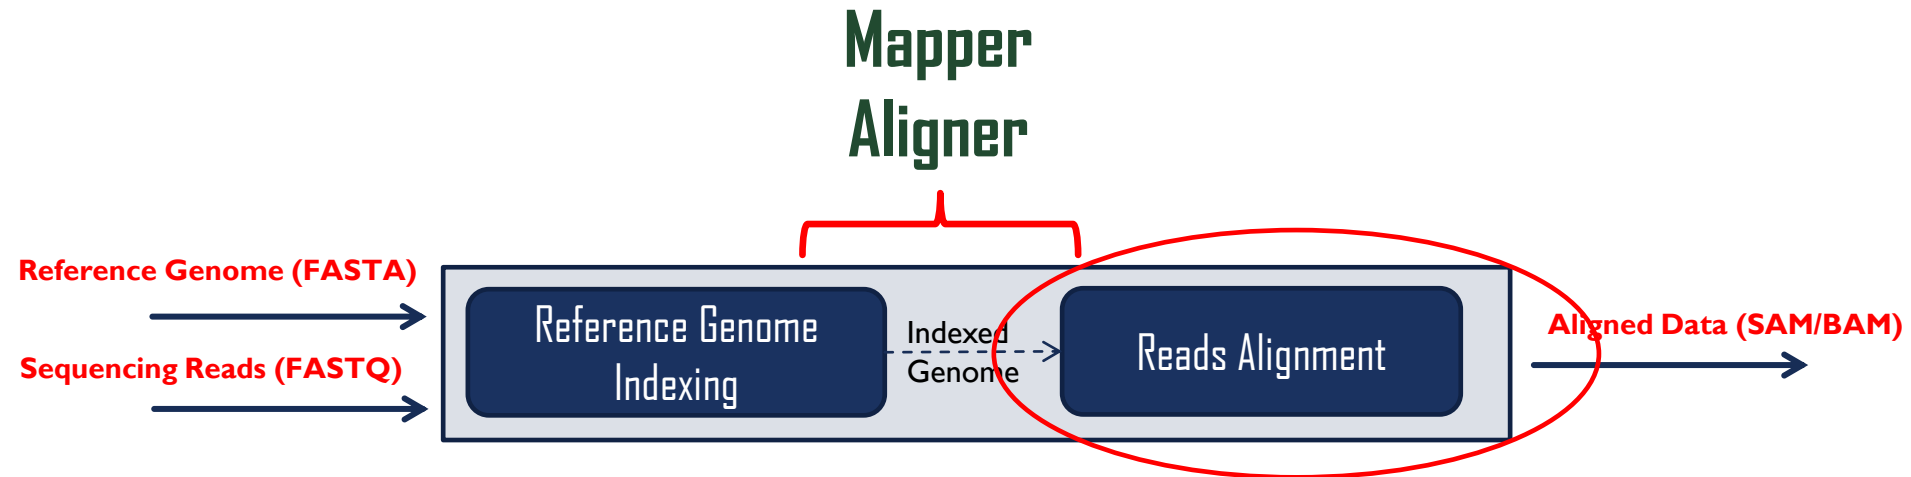 Mapper
Aligner
Reference Genome (FASTA)
Sequencing Reads (FASTQ)
Reference Genome
Indexing
Indexed
Genome
Reads Alignment
Aligned Data (SAM/BAM)